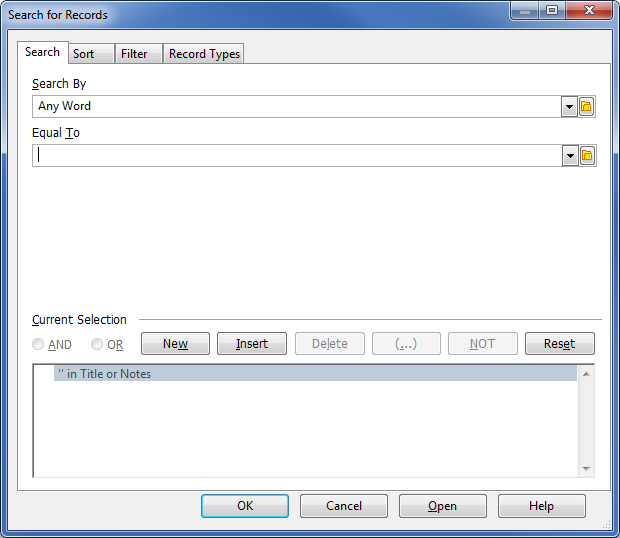 Search for Records
Search Sort Filter Record Types
Search By
Any Word
Equal To
Current Selection
AND OR New Insert Delete (...) NOT Reset
'' in Title or Notes
OK Cancel Open Help